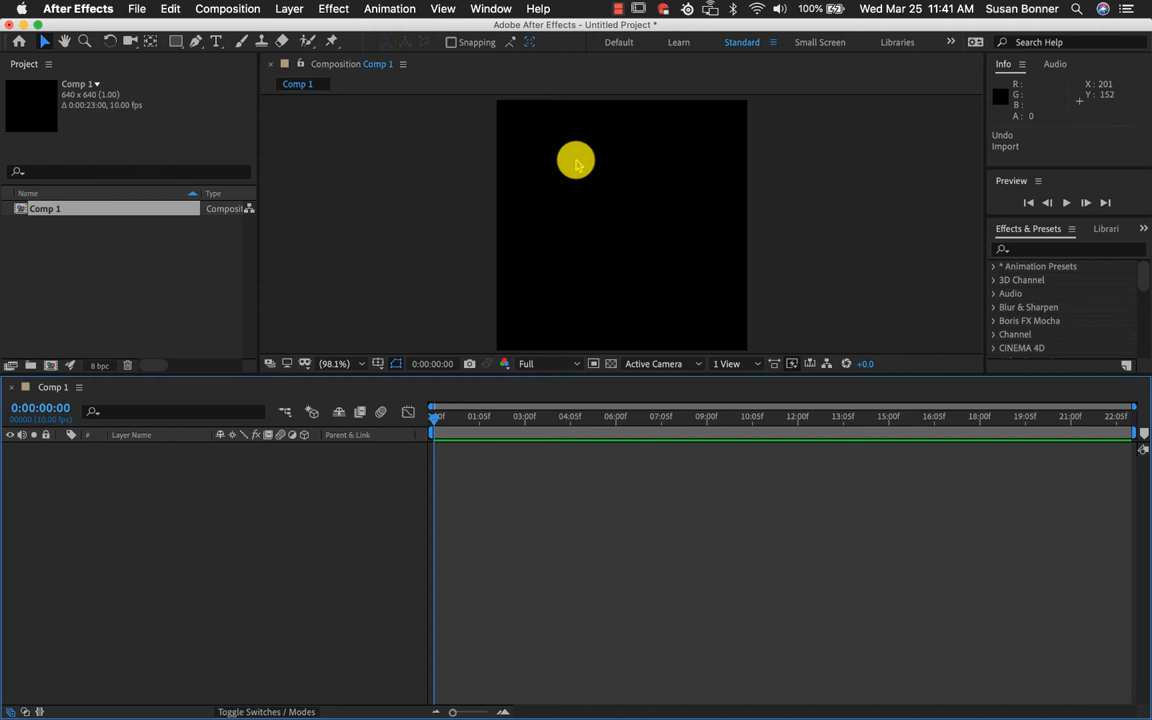 After Effects File Edit Composition Layer Effect Animation View Window Help 100% Wed Mar 25 11:41 AM Susan Bonner
Adobe After Effects - Untitled Project *
Snapping Default Learn Standard Small Screen Libraries Search Help
Project
Composition Comp 1
Info Audio
Comp 1
640 x 640 (1.00)
Δ 0:00:23:00, 10.00 fps
Comp 1
R:
G:
B:
A: 0
X: 201
Y: 152
Undo
Import
Preview
Name Type
Comp 1 Composit
Effects & Presets Librari
* Animation Presets
3D Channel
Audio
Blur & Sharpen
Boris FX Mocha
Channel
CINEMA 4D
8 bpc
(98.1%) 0:00:00:00 Full Active Camera 1 View +0.0
Comp 1
0:00:00:00
00000 (10.00 fps)
01:05f 03:00f 04:05f 06:00f 07:05f 09:00f 10:05f 12:00f 13:05f 15:00f 16:05f 18:00f 19:05f 21:00f 22:05f
# Layer Name Parent & Link
Toggle Switches / Modes